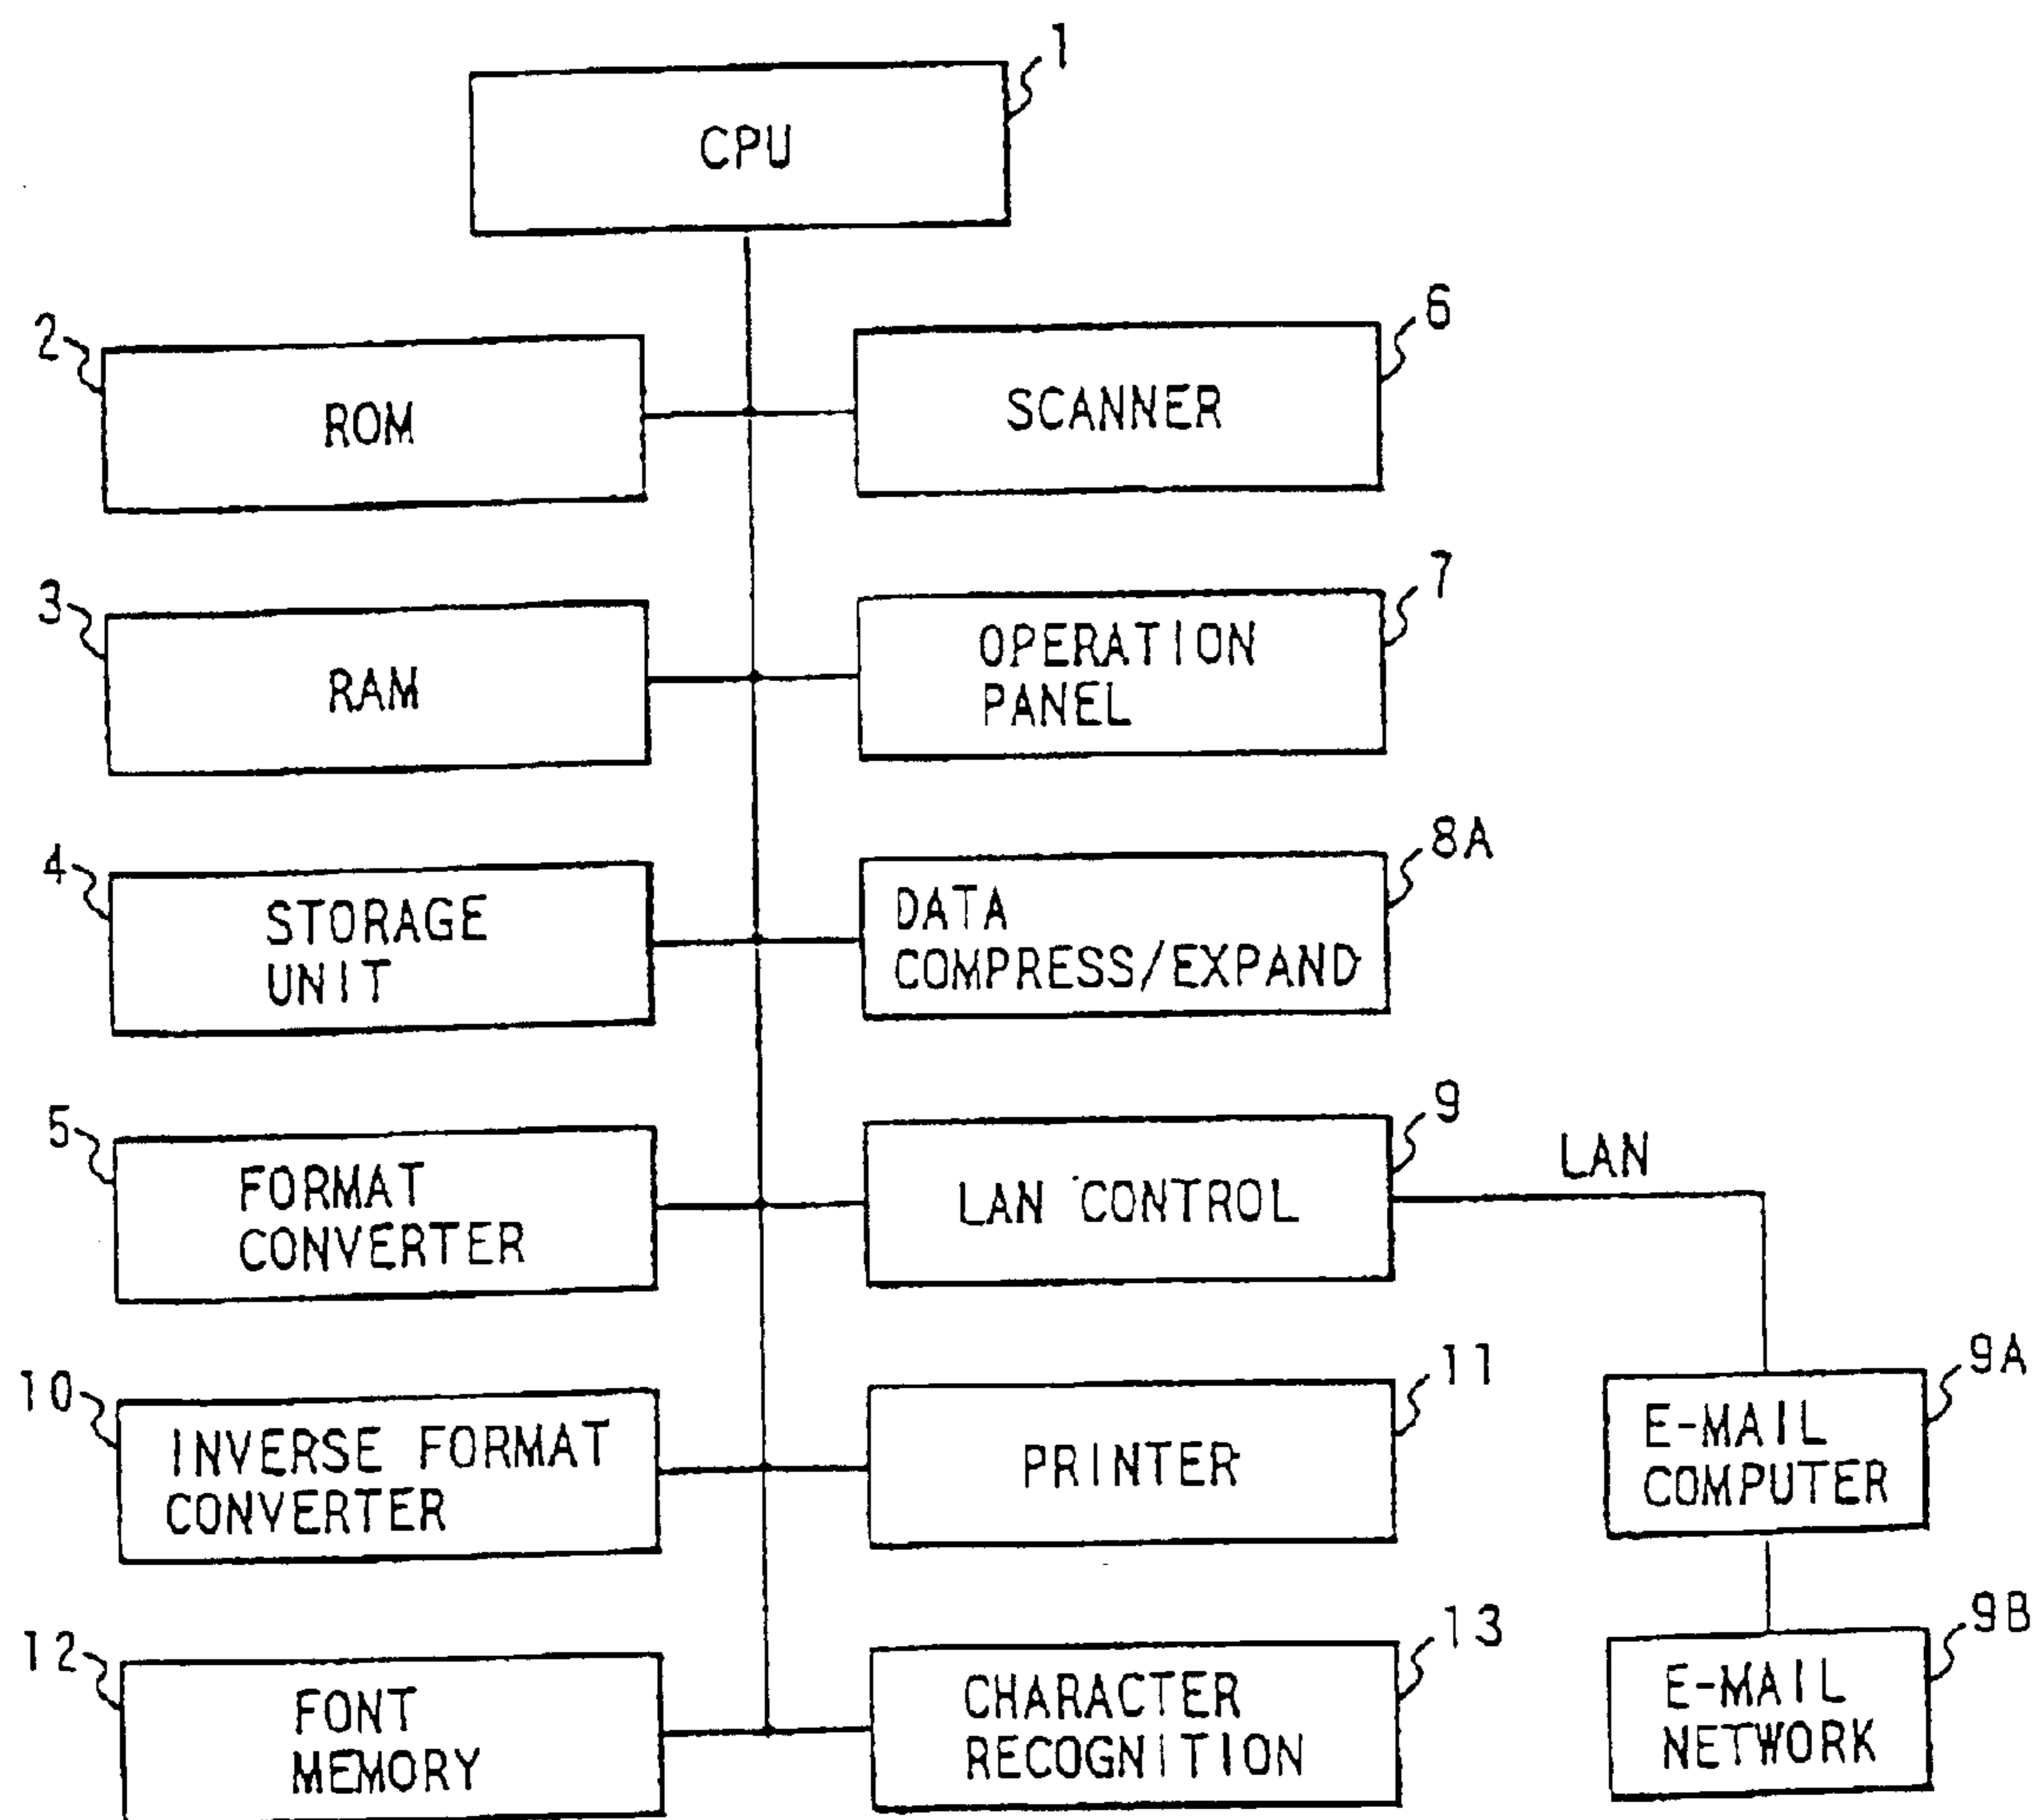 1
CPU
2
ROM
6
SCANNER
3
RAM
7
OPERATION
PANEL
4
STORAGE
UNIT
8A
DATA
COMPRESS/EXPAND
5
FORMAT
CONVERTER
9
LAN CONTROL
LAN
10
INVERSE FORMAT
CONVERTER
11
PRINTER
9A
E-MAIL
COMPUTER
12
FONT
MEMORY
13
CHARACTER
RECOGNITION
9B
E-MAIL
NETWORK